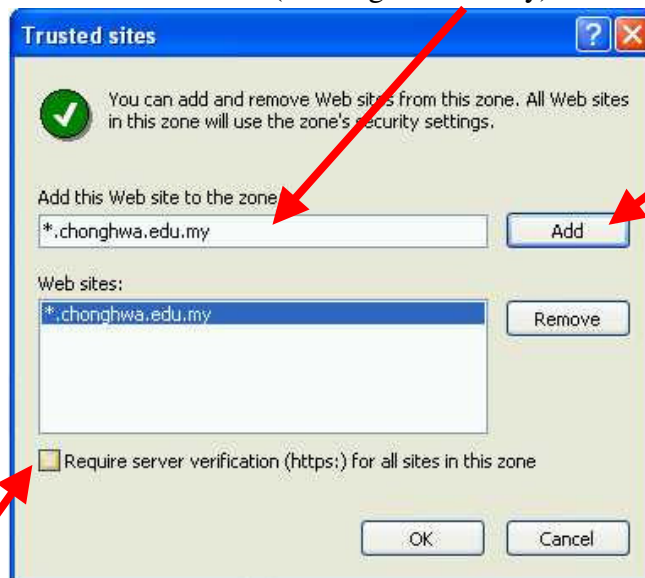 Trusted sites
You can add and remove Web sites from this zone. All Web sites
in this zone will use the zone's security settings.
Add this Web site to the zone
*.chonghwa.edu.my
Add
Web sites:
*.chonghwa.edu.my
Remove
Require server verification (https:) for all sites in this zone
OK
Cancel